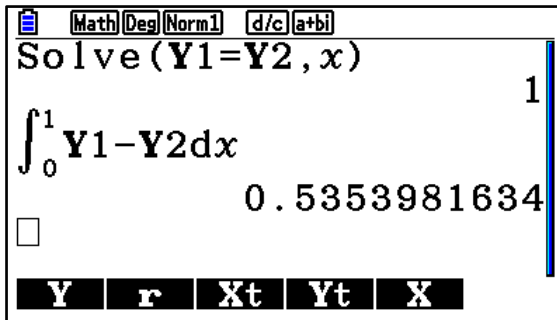 Math Deg Norm1 d/c a+bi
Solve(Y1=Y2,x)
1
∫₀¹Y1−Y2dx
0.5353981634
Y r Xt Yt X